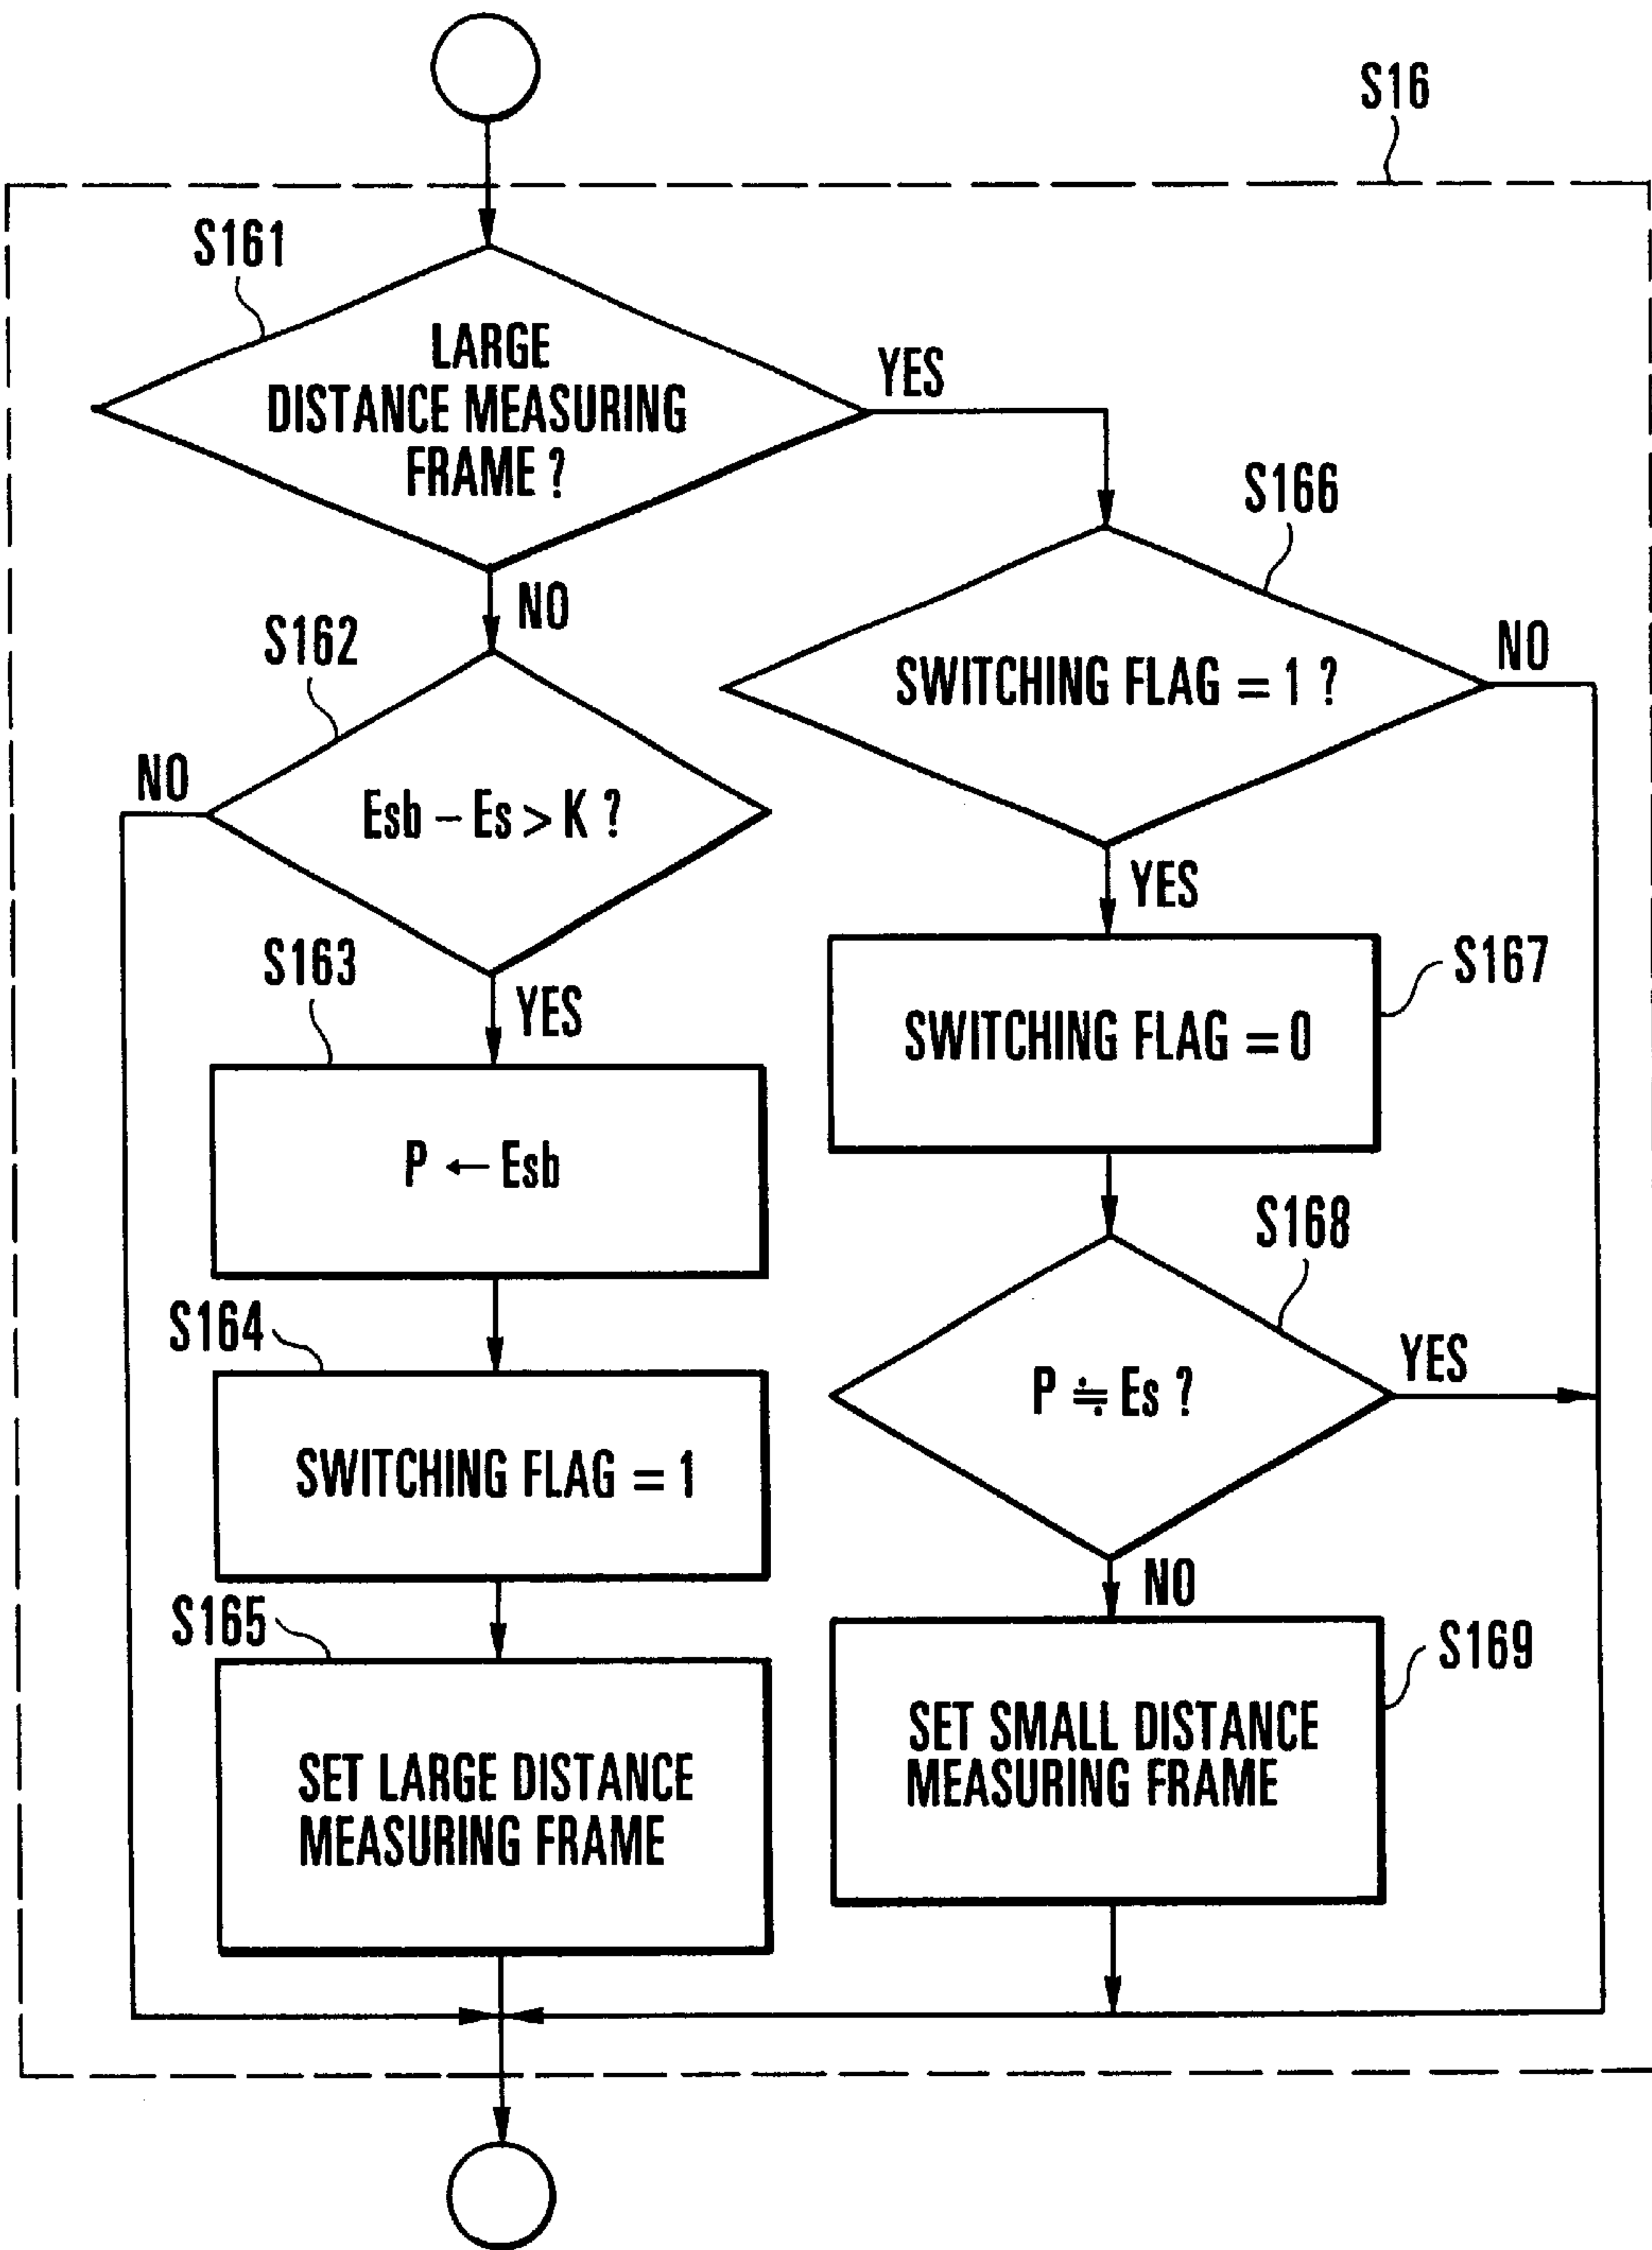 S16
S161
LARGE
DISTANCE MEASURING
FRAME ?
YES
NO
S166
SWITCHING FLAG = 1 ?
NO
YES
S162
Esb – Es > K ?
NO
YES
S163
P ← Esb
S167
SWITCHING FLAG = 0
S164
SWITCHING FLAG = 1
S168
P ≒ Es ?
YES
NO
S165
SET LARGE DISTANCE
MEASURING FRAME
S169
SET SMALL DISTANCE
MEASURING FRAME